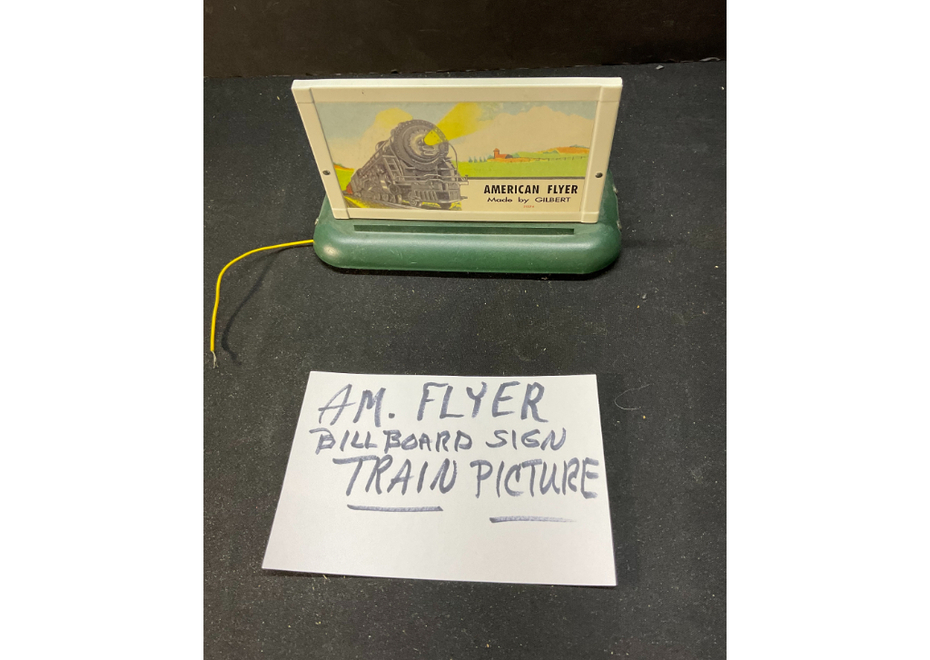 AMERICAN FLYER
Made by GILBERT
AM. FLYER
BILLBOARD SIGN
TRAIN PICTURE